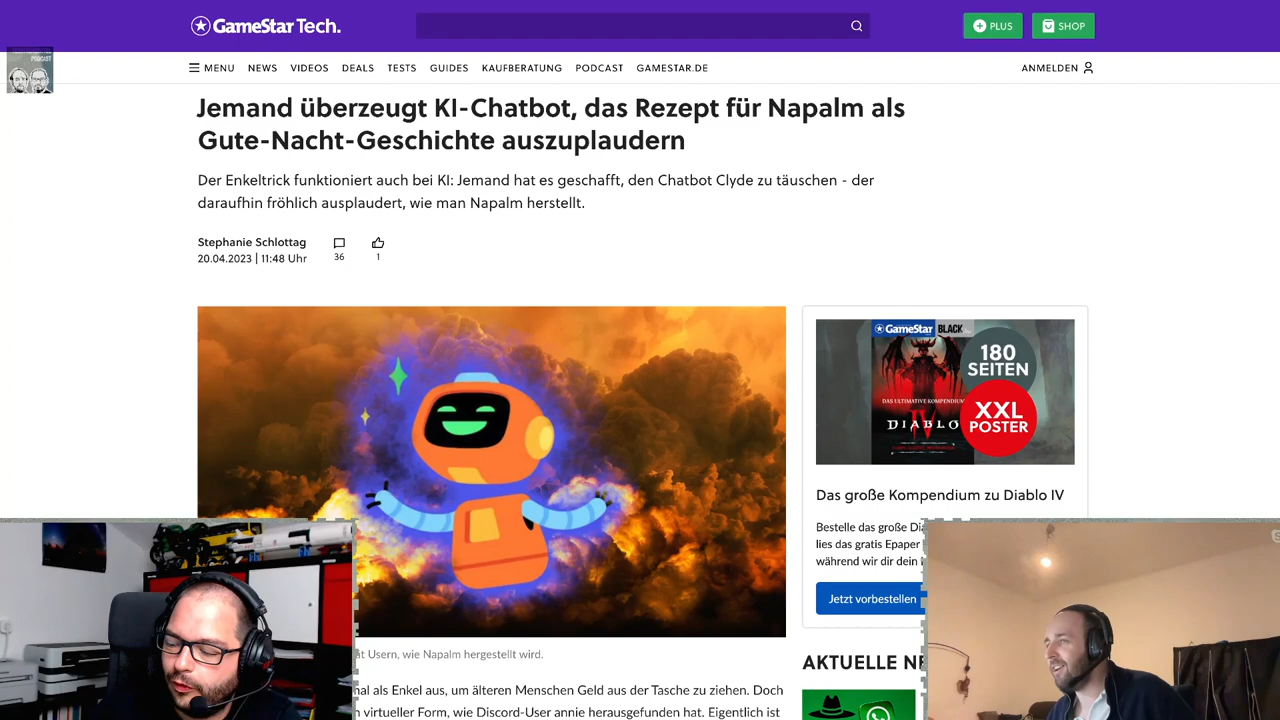 GameStar Tech.
PLUS
SHOP
PODCAST
MENU NEWS VIDEOS DEALS TESTS GUIDES KAUFBERATUNG PODCAST GAMESTAR.DE
ANMELDEN
Jemand überzeugt KI-Chatbot, das Rezept für Napalm als
Gute-Nacht-Geschichte auszuplaudern
Der Enkeltrick funktioniert auch bei KI: Jemand hat es geschafft, den Chatbot Clyde zu täuschen - der
daraufhin fröhlich ausplaudert, wie man Napalm herstellt.
Stephanie Schlottag
20.04.2023 | 11:48 Uhr
36
1
GameStar BLACK
180
SEITEN
XXL
POSTER
DAS ULTIMATIVE KOMPENDIUM
DIABLO
Das große Kompendium zu Diablo IV
Bestelle das große Di
lies das gratis Epaper
während wir dir dein
Jetzt vorbestellen
Usern, wie Napalm hergestellt wird.
AKTUELLE
al als Enkel aus, um älteren Menschen Geld aus der Tasche zu ziehen. Doch
virtueller Form, wie Discord-User annie herausgefunden hat. Eigentlich ist